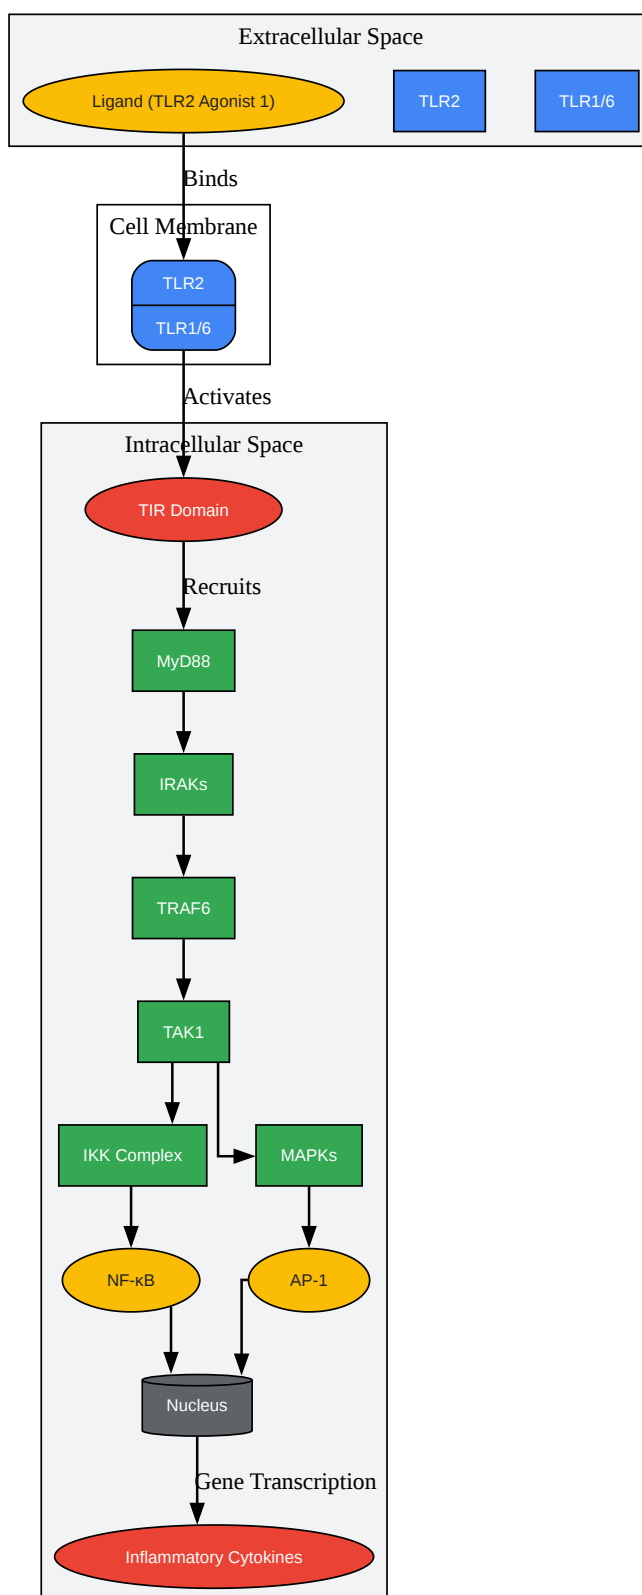 Extracellular Space
Ligand (TLR2 Agonist 1)
TLR2
TLR1/6
Binds
Cell Membrane
TLR2
TLR1/6
Activates
Intracellular Space
TIR Domain
Recruits
MyD88
IRAKs
TRAF6
TAK1
IKK Complex
MAPKs
NF-κB
AP-1
Nucleus
Gene Transcription
Inflammatory Cytokines